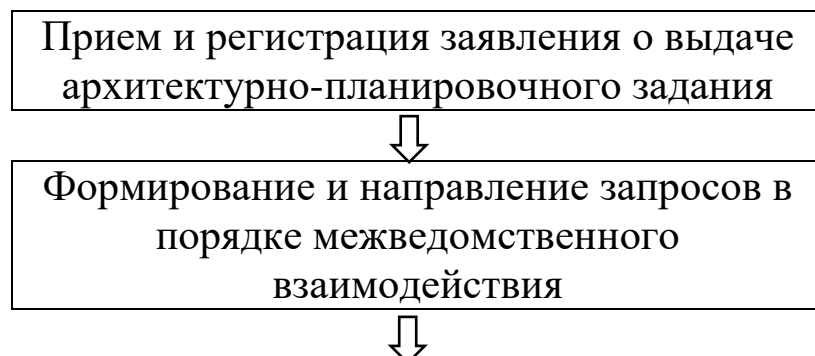 Прием и регистрация заявления о выдаче
архитектурно-планировочного задания
Формирование и направление запросов в
порядке межведомственного
взаимодействия